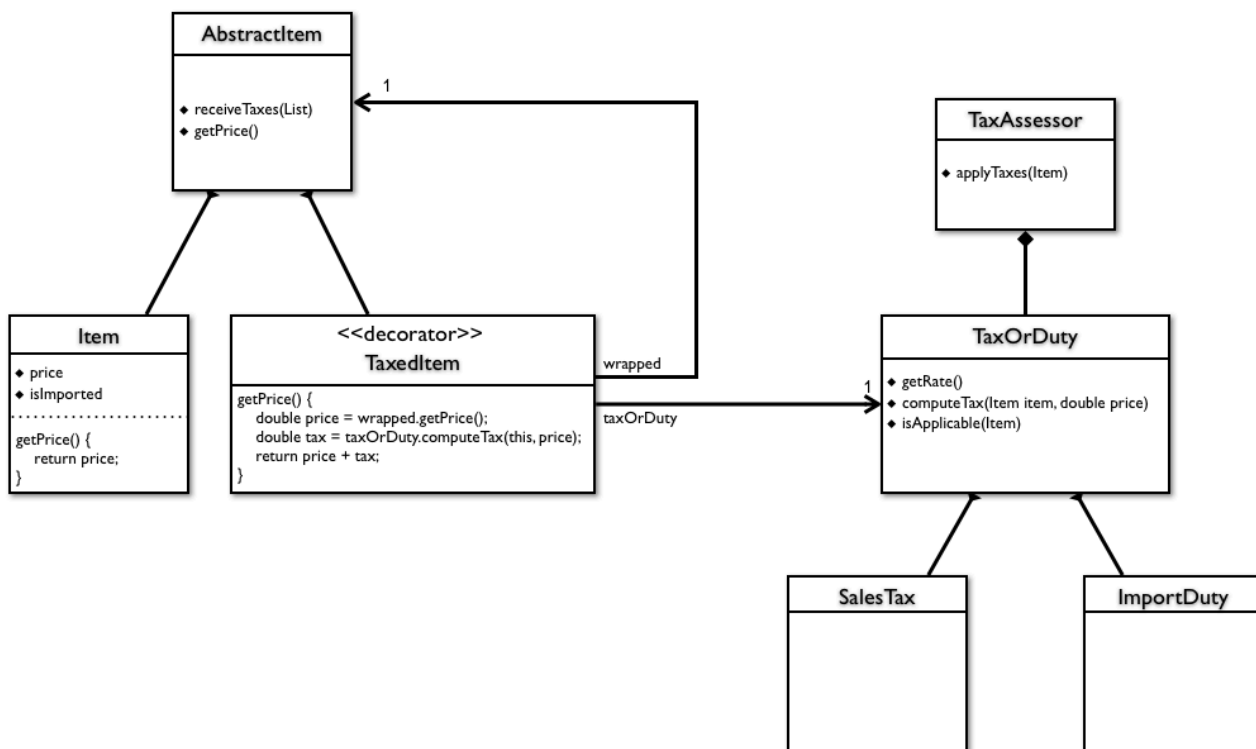 AbstractItem
◆ receiveTaxes(List)
◆ getPrice()
1
TaxAssessor
◆ applyTaxes(Item)
Item
◆ price
◆ isImported
getPrice() {
return price;
}
<<decorator>>
TaxedItem
getPrice() {
double price = wrapped.getPrice();
double tax = taxOrDuty.computeTax(this, price);
return price + tax;
}
wrapped
taxOrDuty
1
TaxOrDuty
◆ getRate()
◆ computeTax(Item item, double price)
◆ isApplicable(Item)
SalesTax
ImportDuty